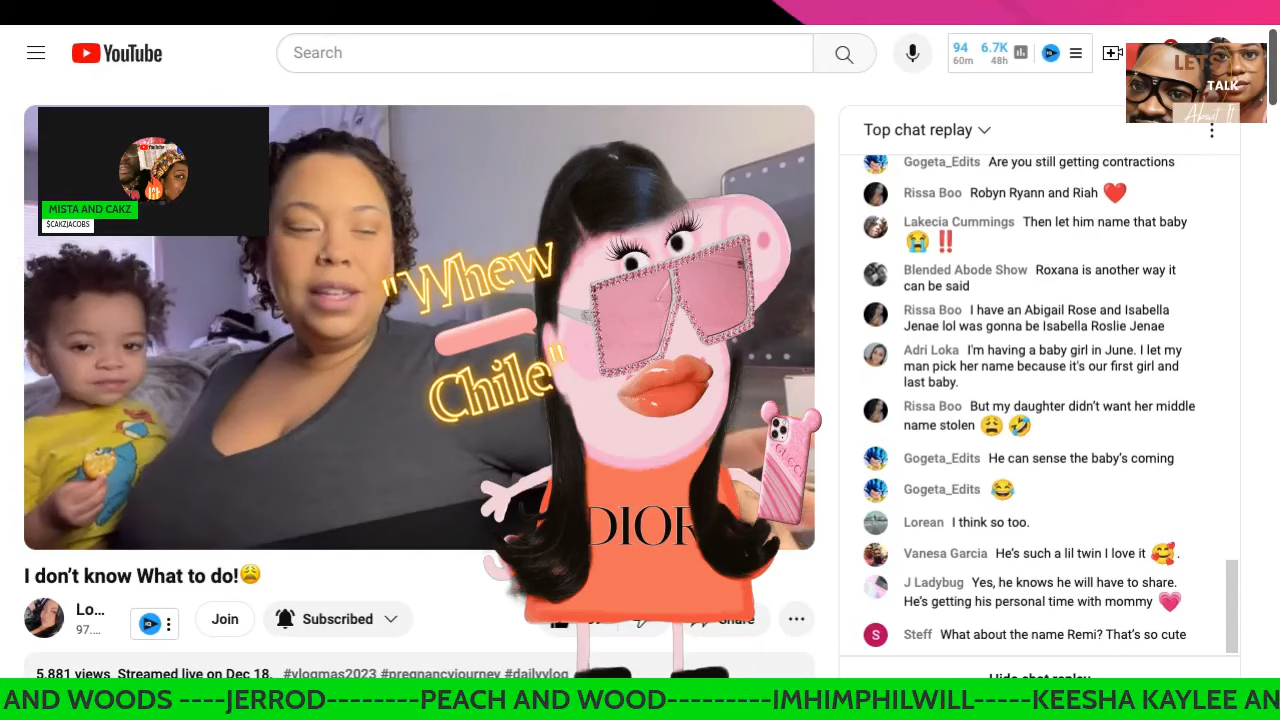 YouTube
Search
94
6.7K
60m
48h
LETS
TALK
About It
MISTA AND CAKZ
$CAKZJACOBS
"Whew
Chile"
DIOR
GUCCI
Top chat replay
Gogeta_Edits Are you still getting contractions
Rissa Boo Robyn Ryann and Riah ❤️
Lakecia Cummings Then let him name that baby
😭 ‼️
Blended Abode Show Roxana is another way it
can be said
Rissa Boo I have an Abigail Rose and Isabella
Jenae lol was gonna be Isabella Roslie Jenae
Adri Loka I'm having a baby girl in June. I let my
man pick her name because it's our first girl and
last baby.
Rissa Boo But my daughter didn't want her middle
name stolen 😩 🤣
Gogeta_Edits He can sense the baby's coming
Gogeta_Edits 😂
Lorean I think so too.
Vanesa Garcia He's such a lil twin I love it 🥰 .
J Ladybug Yes, he knows he will have to share.
He's getting his personal time with mommy 💗
S
Steff What about the name Remi? That's so cute
Hide chat replay
I don't know What to do!😩
Lo...
97....
Join
Subscribed
Share
5,881 views Streamed live on Dec 18, #vlogmas2023 #pregnancyjourney #dailyvlog
AND WOODS ----JERROD--------PEACH AND WOOD---------IMHIMPHILWILL-----KEESHA KAYLEE AN